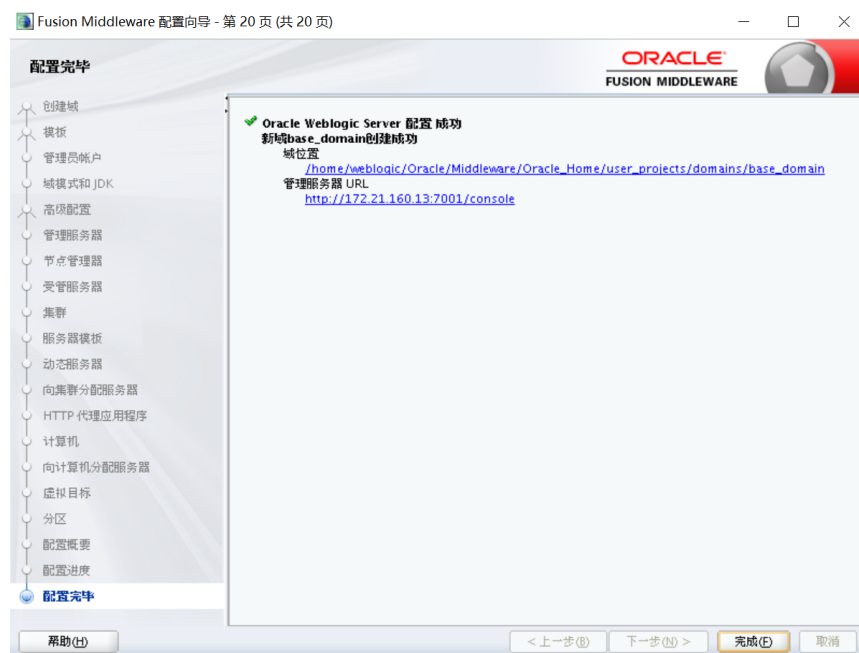 Fusion Middleware 配置向导 - 第 20 页 (共 20 页)
配置完毕
ORACLE
FUSION MIDDLEWARE
创建域
模板
管理员帐户
域模式和 JDK
高级配置
管理服务器
节点管理器
受管服务器
集群
服务器模板
动态服务器
向集群分配服务器
HTTP 代理应用程序
计算机
向计算机分配服务器
虚拟目标
分区
配置概要
配置进度
配置完毕
Oracle Weblogic Server 配置 成功
新域base_domain创建成功
域位置
/home/weblogic/Oracle/Middleware/Oracle_Home/user_projects/domains/base_domain
管理服务器 URL
http://172.21.160.13:7001/console
帮助(H)
< 上一步(B)
下一步(N) >
完成(F)
取消